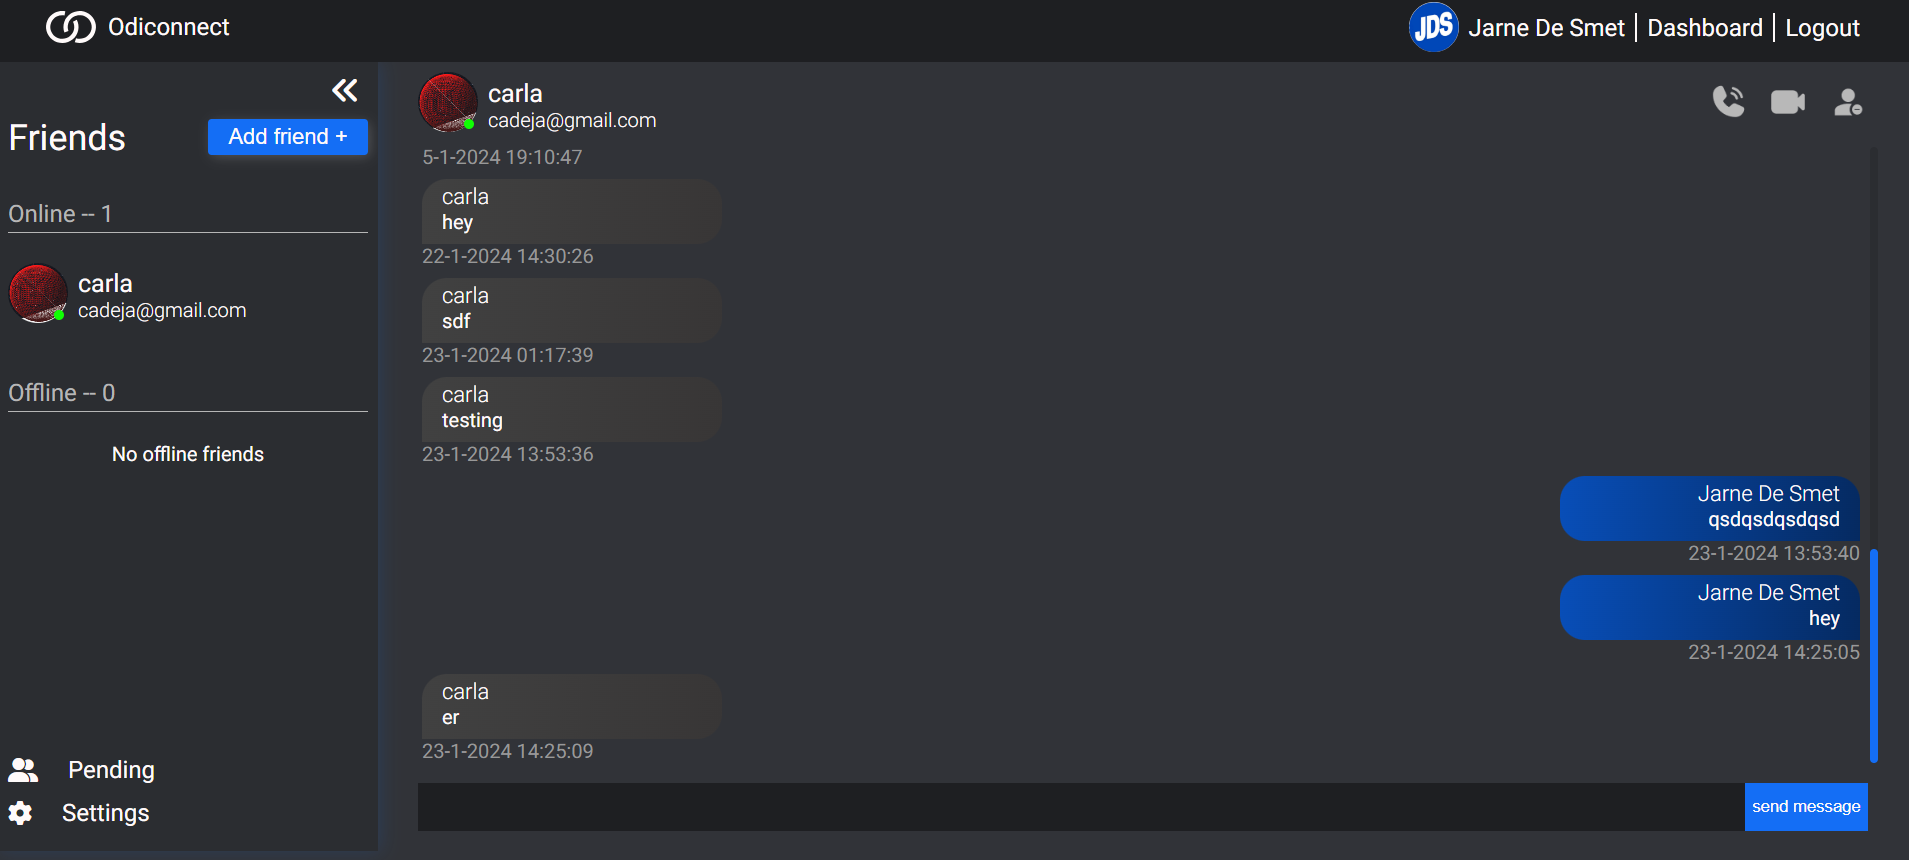 Odiconnect
JDS Jarne De Smet | Dashboard | Logout
Friends
Add friend +
Online -- 1
carla
cadeja@gmail.com
Offline -- 0
No offline friends
Pending
Settings
carla
cadeja@gmail.com
5-1-2024 19:10:47
carla
hey
22-1-2024 14:30:26
carla
sdf
23-1-2024 01:17:39
carla
testing
23-1-2024 13:53:36
Jarne De Smet
qsdqsdqsdqsd
23-1-2024 13:53:40
Jarne De Smet
hey
23-1-2024 14:25:05
carla
er
23-1-2024 14:25:09
send message